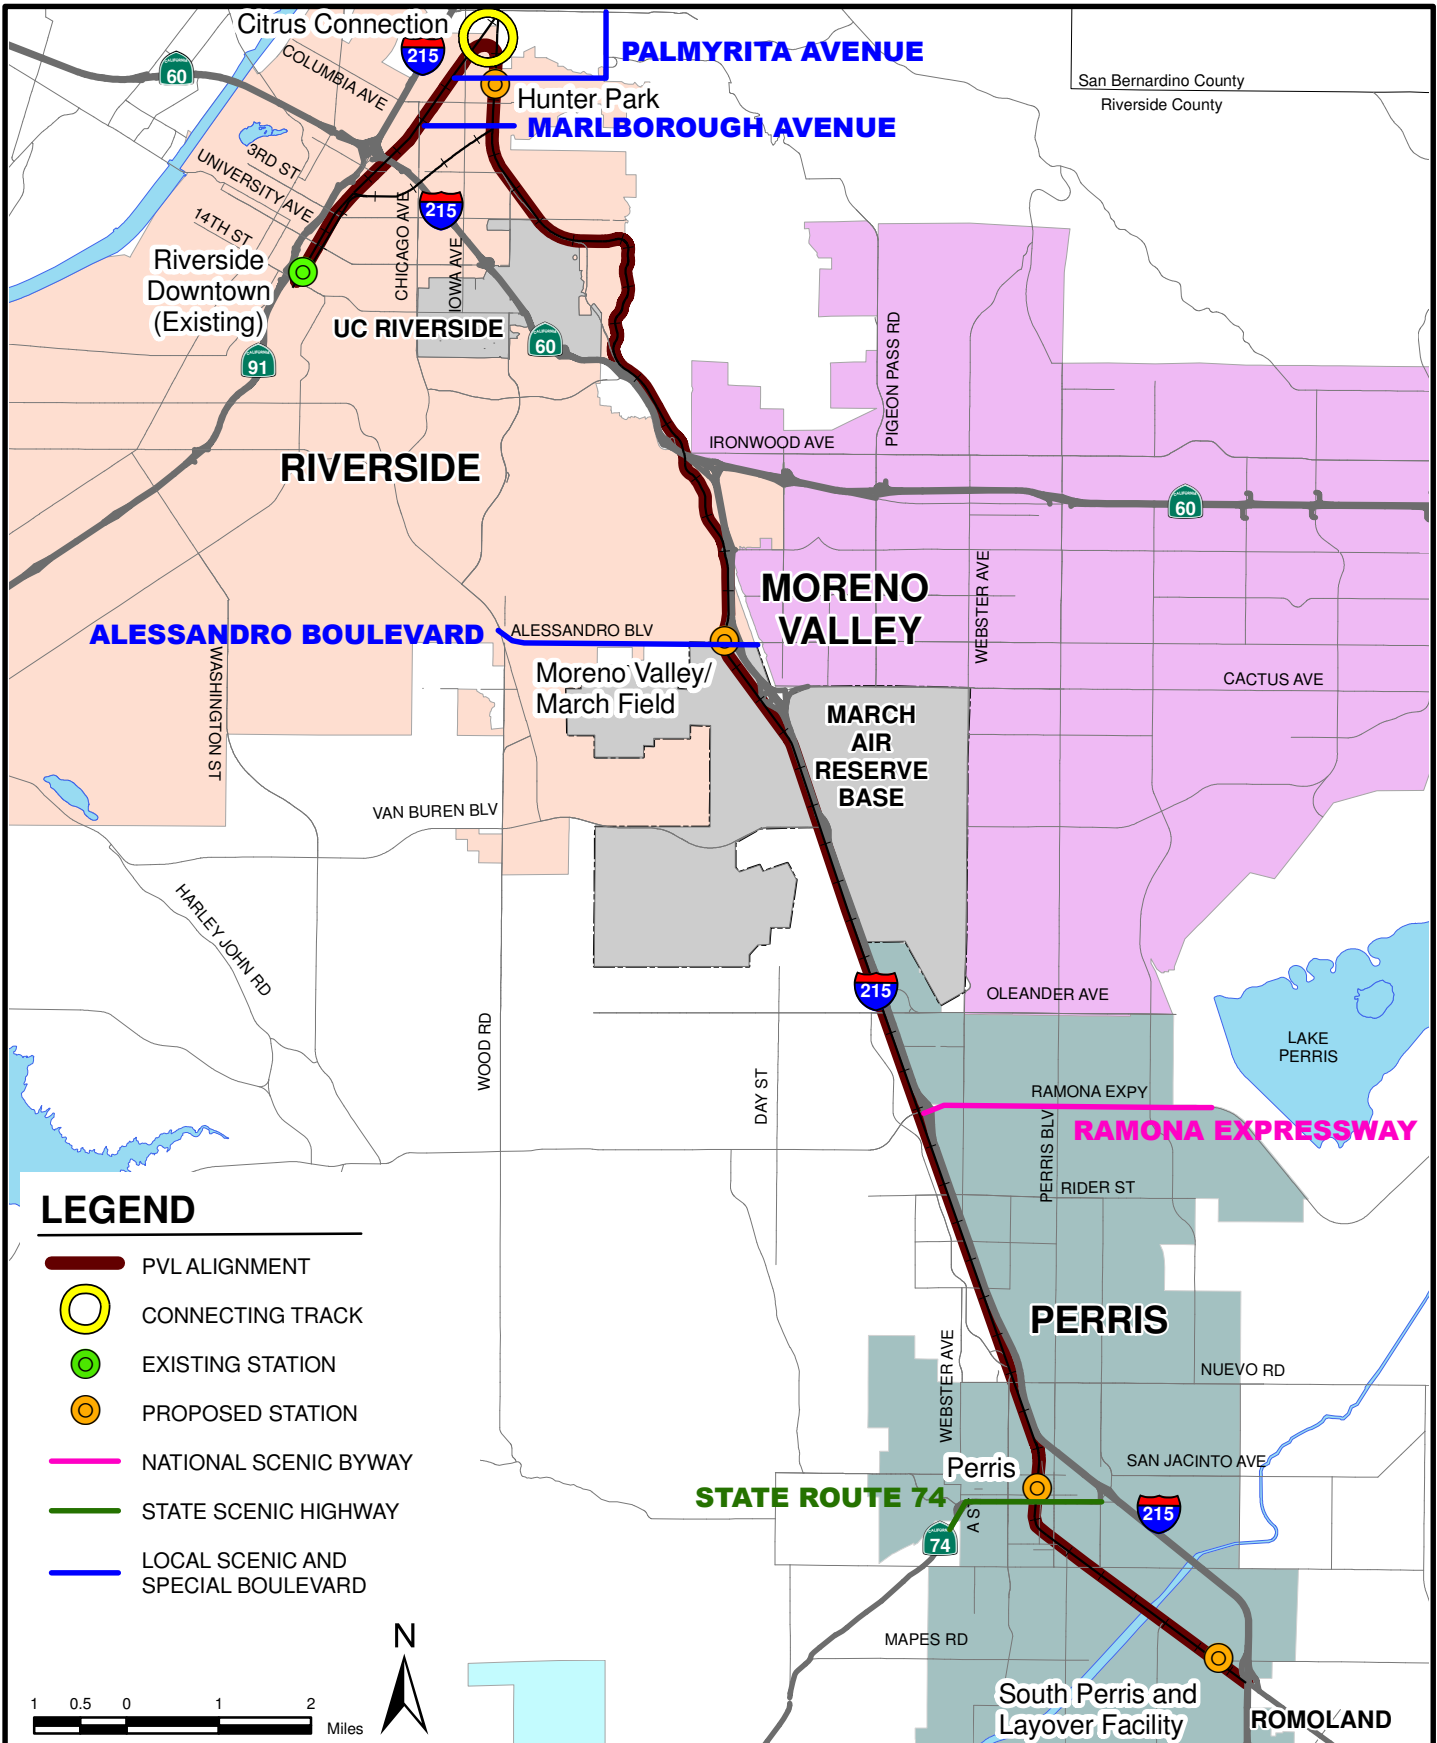 Citrus Connection
CALIFORNIA
60
215
PALMYRITA AVENUE
San Bernardino County
Riverside County
COLUMBIA AVE
Hunter Park
MARLBOROUGH AVENUE
3RD ST
UNIVERSITY AVE
14TH ST
CHICAGO AVE
215
IOWA AVE
Riverside
Downtown
(Existing)
UC RIVERSIDE
CALIFORNIA
60
CALIFORNIA
91
PIGEON PASS RD
IRONWOOD AVE
RIVERSIDE
CALIFORNIA
60
MORENO
VALLEY
WEBSTER AVE
ALESSANDRO BOULEVARD
ALESSANDRO BLV
WASHINGTON ST
Moreno Valley/
March Field
CACTUS AVE
MARCH
AIR
RESERVE
BASE
VAN BUREN BLV
HARLEY JOHN RD
215
OLEANDER AVE
WOOD RD
DAY ST
LAKE
PERRIS
RAMONA EXPY
RAMONA EXPRESSWAY
PERRIS BLV
RIDER ST
LEGEND
PVL ALIGNMENT
CONNECTING TRACK
EXISTING STATION
PROPOSED STATION
NATIONAL SCENIC BYWAY
STATE SCENIC HIGHWAY
LOCAL SCENIC AND
SPECIAL BOULEVARD
PERRIS
WEBSTER AVE
NUEVO RD
SAN JACINTO AVE
Perris
STATE ROUTE 74
A ST
215
CALIFORNIA
74
MAPES RD
South Perris and
Layover Facility
ROMOLAND
N
1 0.5 0 1 2
Miles